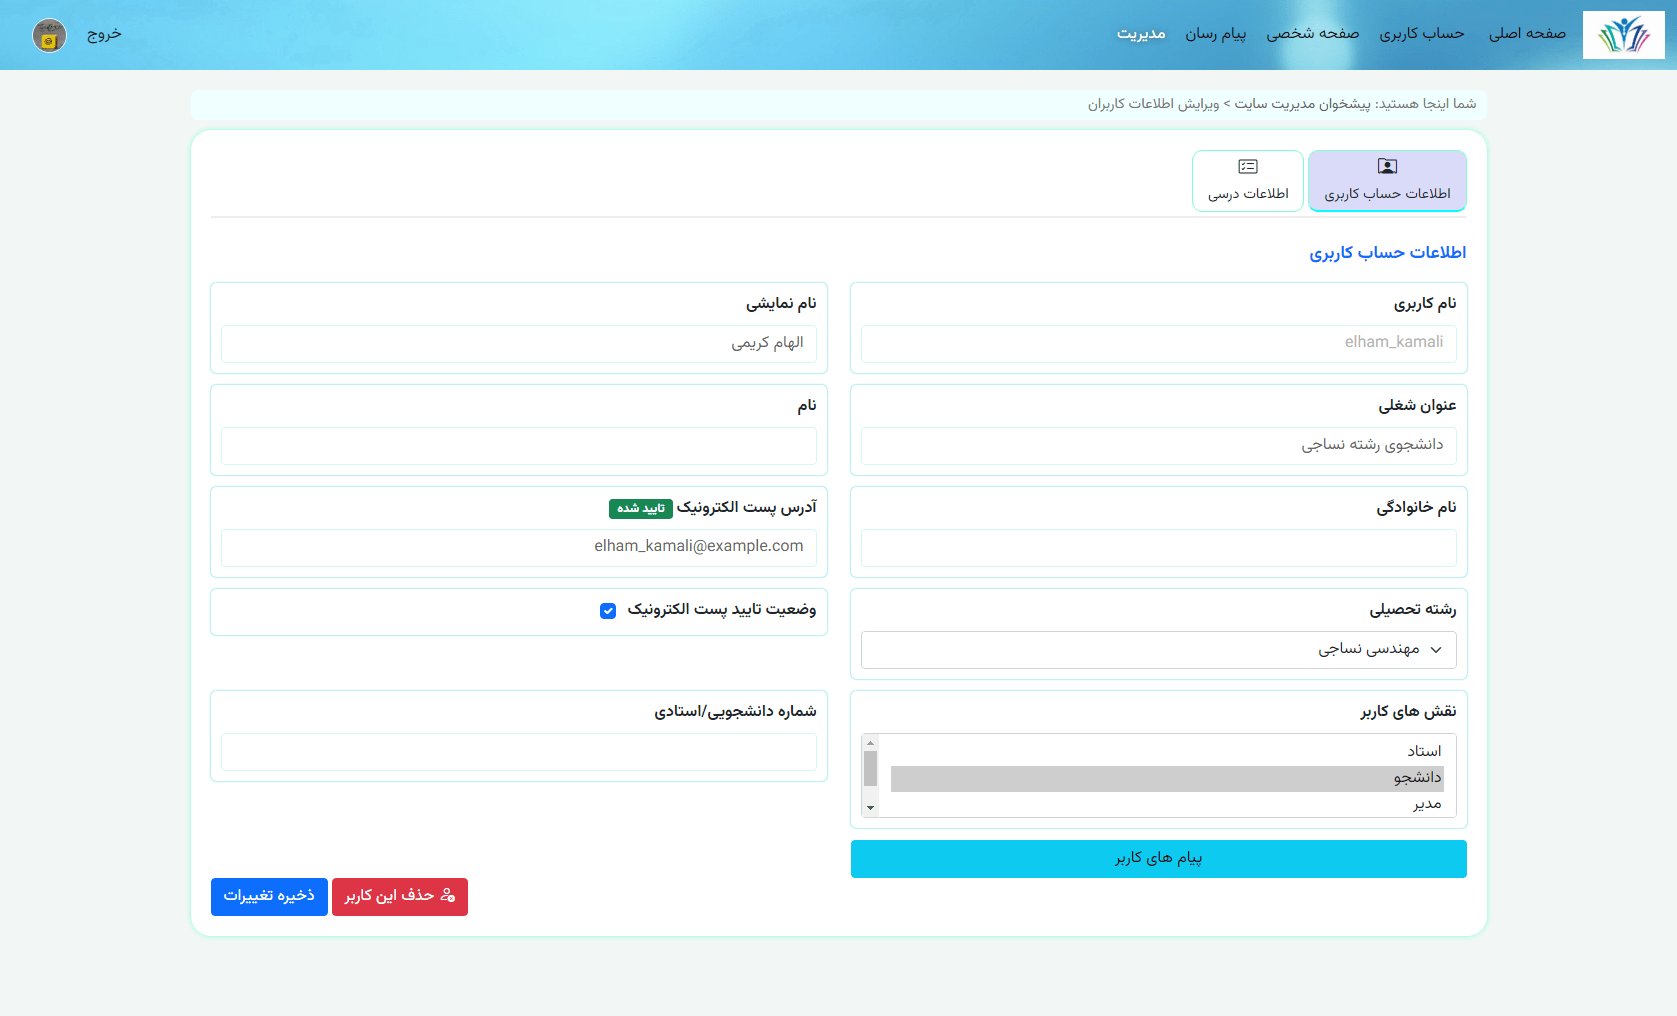 صفحه اصلی
حساب کاربری
صفحه شخصی
پیام رسان
مدیریت
خروج
شما اینجا هستید: پیشخوان مدیریت سایت > ویرایش اطلاعات کاربران
اطلاعات حساب کاربری
اطلاعات درسی
اطلاعات حساب کاربری
نام کاربری
elham_kamali
نام نمایشی
الهام کریمی
عنوان شغلی
دانشجوی رشته نساجی
نام
نام خانوادگی
آدرس پست الکترونیک تایید شده
elham_kamali@example.com
رشته تحصیلی
مهندسی نساجی
وضعیت تایید پست الکترونیک
نقش های کاربر
استاد
دانشجو
مدیر
شماره دانشجویی/استادی
پیام های کاربر
حذف این کاربر
ذخیره تغییرات